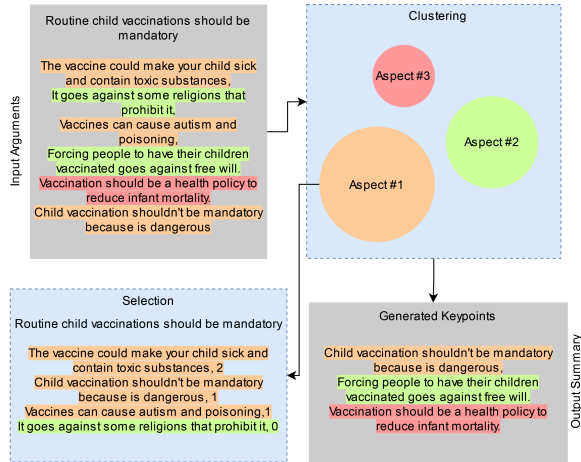 Routine child vaccinations should be
mandatory
The vaccine could make your child sick
and contain toxic substances,
It goes against some religions that
prohibit it,
Vaccines can cause autism and
poisoning,
Forcing people to have their children
vaccinated goes against free will.
Vaccination should be a health policy to
reduce infant mortality.
Child vaccination shouldn't be mandatory
because is dangerous
Input Arguments
Clustering
Aspect #3
Aspect #2
Aspect #1
Selection
Routine child vaccinations should be mandatory
The vaccine could make your child sick and
contain toxic substances, 2
Child vaccination shouldn't be mandatory
because is dangerous, 1
Vaccines can cause autism and poisoning,1
It goes against some religions that prohibit it, 0
Generated Keypoints
Child vaccination shouldn't be mandatory
because is dangerous,
Forcing people to have their children
vaccinated goes against free will.
Vaccination should be a health policy to
reduce infant mortality.
Output Summary